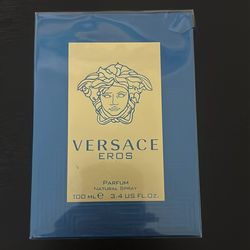 VERSACE
EROS
PARFUM
NATURAL SPRAY
100 ML ℮ 3.4 US FL.OZ.